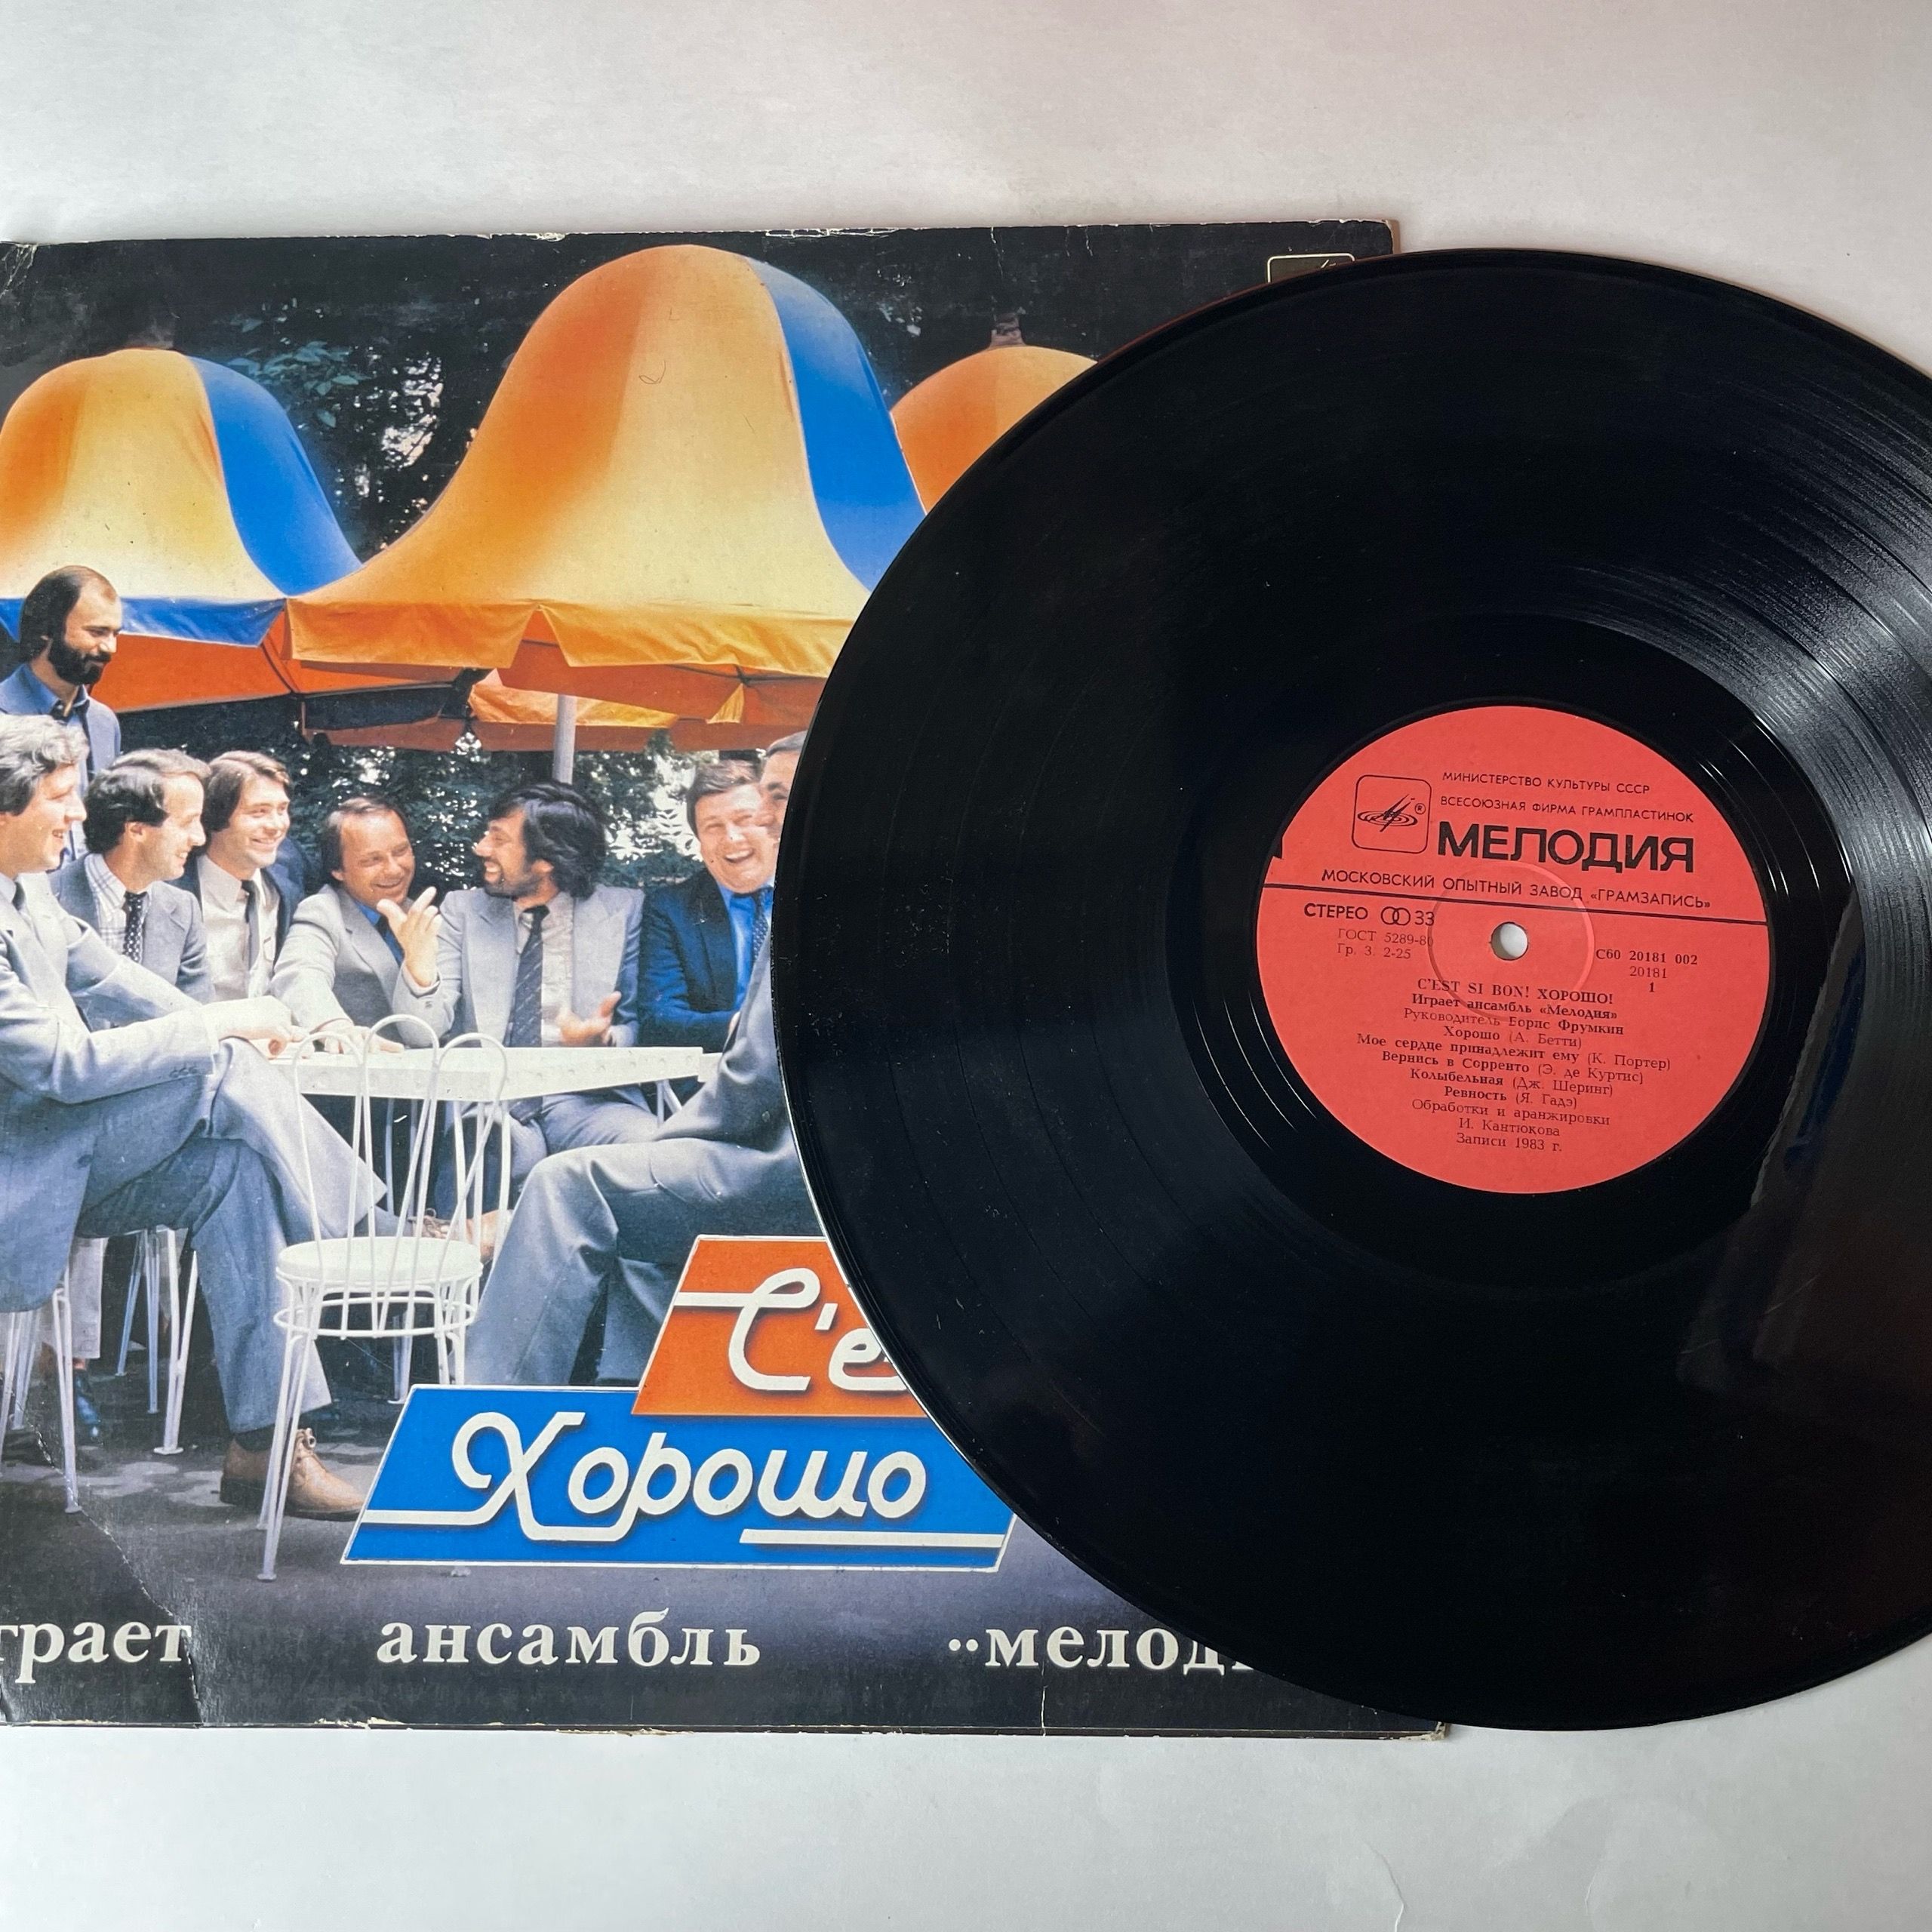 С'е
Хорошо
грает ансамбль „мелод
МИНИСТЕРСТВО КУЛЬТУРЫ СССР
ВСЕСОЮЗНАЯ ФИРМА ГРАМПЛАСТИНОК
®
МЕЛОДИЯ
МОСКОВСКИЙ ОПЫТНЫЙ ЗАВОД «ГРАМЗАПИСЬ»
СТЕРЕО 33
ГОСТ 5289-80
Гр. 3. 2-25
С60 20181 002
20181
1
C'EST SI BON! ХОРОШО!
Играет ансамбль «Мелодия»
Руководитель Борис Фрумкин
Хорошо (А. Бетти)
Мое сердце принадлежит ему (К. Портер)
Вернись в Сорренто (Э. де Куртис)
Колыбельная (Дж. Ширинг)
Ревность (Я. Гадэ)
Обработки и аранжировки
И. Кантюкова
Записи 1983 г.